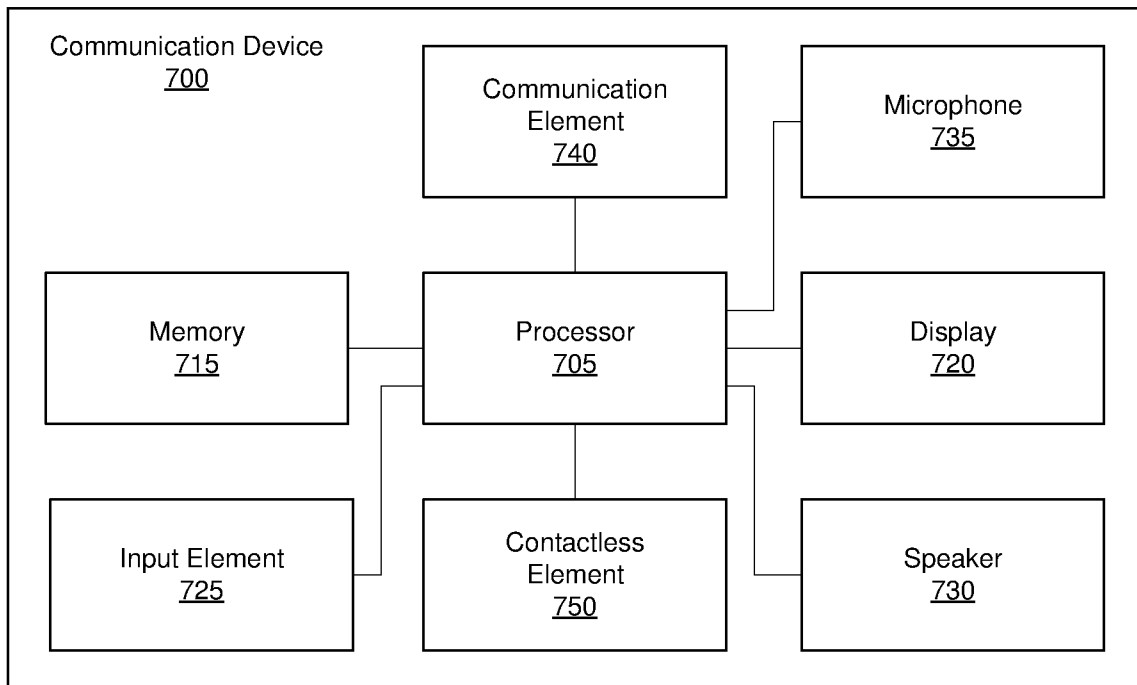 Communication Device
700
Communication
Element
740
Microphone
735
Memory
715
Processor
705
Display
720
Input Element
725
Contactless
Element
750
Speaker
730